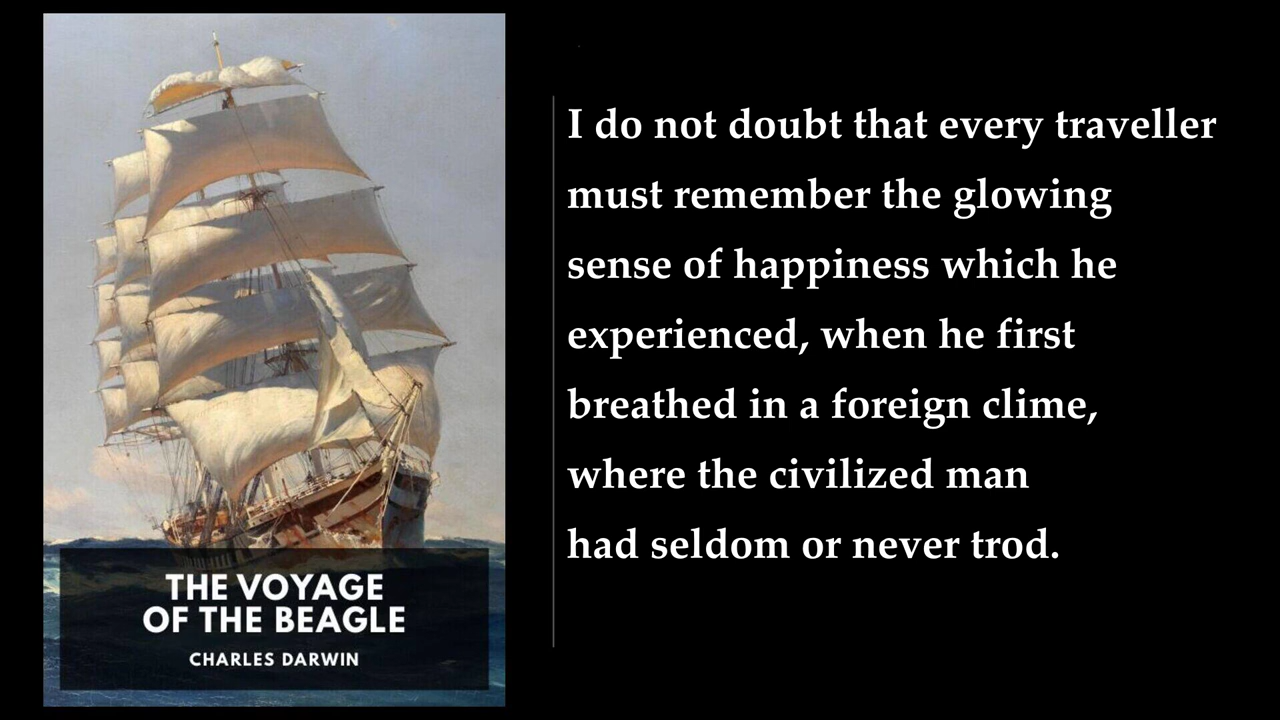 THE VOYAGE
OF THE BEAGLE
CHARLES DARWIN
I do not doubt that every traveller
must remember the glowing
sense of happiness which he
experienced, when he first
breathed in a foreign clime,
where the civilized man
had seldom or never trod.